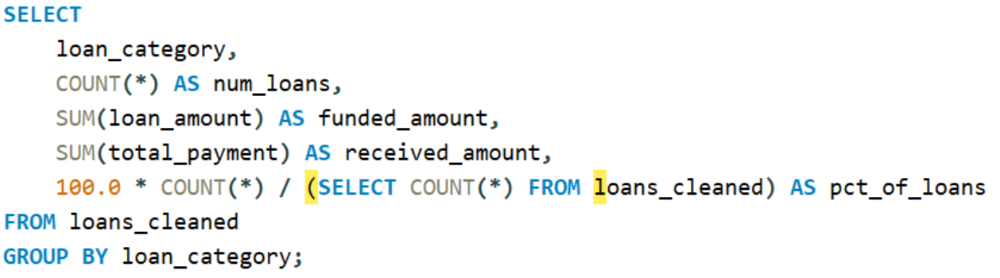 SELECT
    loan_category,
    COUNT(*) AS num_loans,
    SUM(loan_amount) AS funded_amount,
    SUM(total_payment) AS received_amount,
    100.0 * COUNT(*) / (SELECT COUNT(*) FROM loans_cleaned) AS pct_of_loans
FROM loans_cleaned
GROUP BY loan_category;